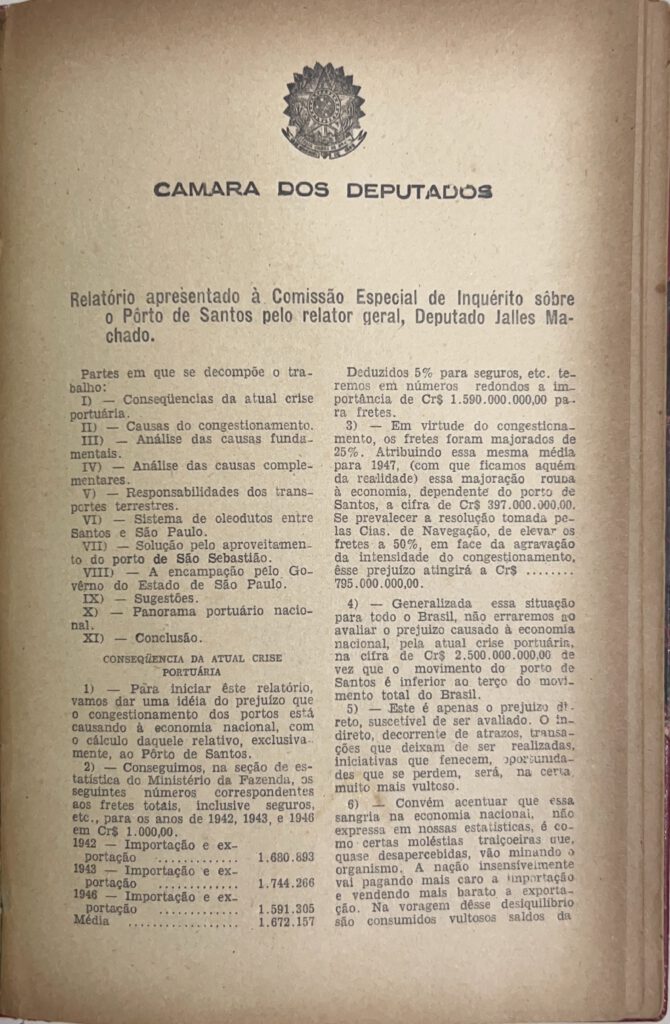 CAMARA DOS DEPUTADOS
Relatório apresentado à Comissão Especial de Inquérito sôbre
o Pôrto de Santos pelo relator geral, Deputado Jalles Ma-
chado.
Partes em que se decompõe o tra-
balho:
I) — Conseqüencias da atual crise
portuária.
II) — Causas do congestionamento.
III) — Análise das causas funda-
mentais.
IV) — Análise das causas comple-
mentares.
V) — Responsabilidades dos trans-
portes terrestres.
VI) — Sistema de oleodutos entre
Santos e São Paulo.
VII) — Solução pelo aproveitamen-
to do porto de São Sebastião.
VIII) — A encampação pelo Go-
vêrno do Estado de São Paulo.
IX) — Sugestões.
X) — Panorama portuário nacio-
nal.
XI) — Conclusão.
CONSEQÜENCIA DA ATUAL CRISE
PORTUÁRIA
1) — Para iniciar êste relatório,
vamos dar uma idéia do prejuízo que
o congestionamento dos portos está
causando à economia nacional, com
o cálculo daquele relativo, exclusiva-
mente, ao Pôrto de Santos.
2) — Conseguimos, na seção de es-
tatística do Ministério da Fazenda, os
seguintes números correspondentes
aos fretes totais, inclusive seguros,
etc., para os anos de 1942, 1943, e 1946
em Cr$ 1.000,00.
1942 — Importação e ex-
portação ............ 1.680.893
1943 — Importação e ex-
portação ............ 1.744.266
1946 — Importação e ex-
portação ............ 1.591.305
Média ................ 1.672.157
Deduzidos 5% para seguros, etc. te-
remos em números redondos a im-
portância de Cr$ 1.590.000.000,00 pa-
ra fretes.
3) — Em virtude do congestiona-
mento, os fretes foram majorados de
25%. Atribuindo essa mesma média
para 1947, (com que ficamos aquém
da realidade) essa majoração rouba
à economia, dependente do porto de
Santos, a cifra de Cr$ 397.000.000,00.
Se prevalecer a resolução tomada pe-
las Cias. de Navegação, de elevar os
fretes a 50%, em face da agravação
da intensidade do congestionamento,
êsse prejuizo atingirá a Cr$ ........
795.000.000,00.
4) — Generalizada essa situação
para todo o Brasil, não erraremos ao
avaliar o prejuizo causado à economia
nacional, pela atual crise portuária,
na cifra de Cr$ 2.500.000.000,00 de
vez que o movimento do porto de
Santos é inferior ao terço do movi-
mento total do Brasil.
5) — Este é apenas o prejuizo di-
reto, suscetível de ser avaliado. O in-
direto, decorrente de atrazos, transa-
ções que deixam de ser realizadas,
iniciativas que fenecem, oportunida-
des que se perdem, será, na certa,
muito mais vultoso.
6) — Convém acentuar que essa
sangria na economia nacional, não
expressa em nossas estatísticas, é co-
mo certas moléstias traiçoeiras que,
quase desapercebidas, vão minando o
organismo. A nação insensivelmente
vai pagando mais caro a importação
e vendendo mais barato a exporta-
ção. Na voragem dêsse desiquilíbrio
são consumidos vultosos saldos da